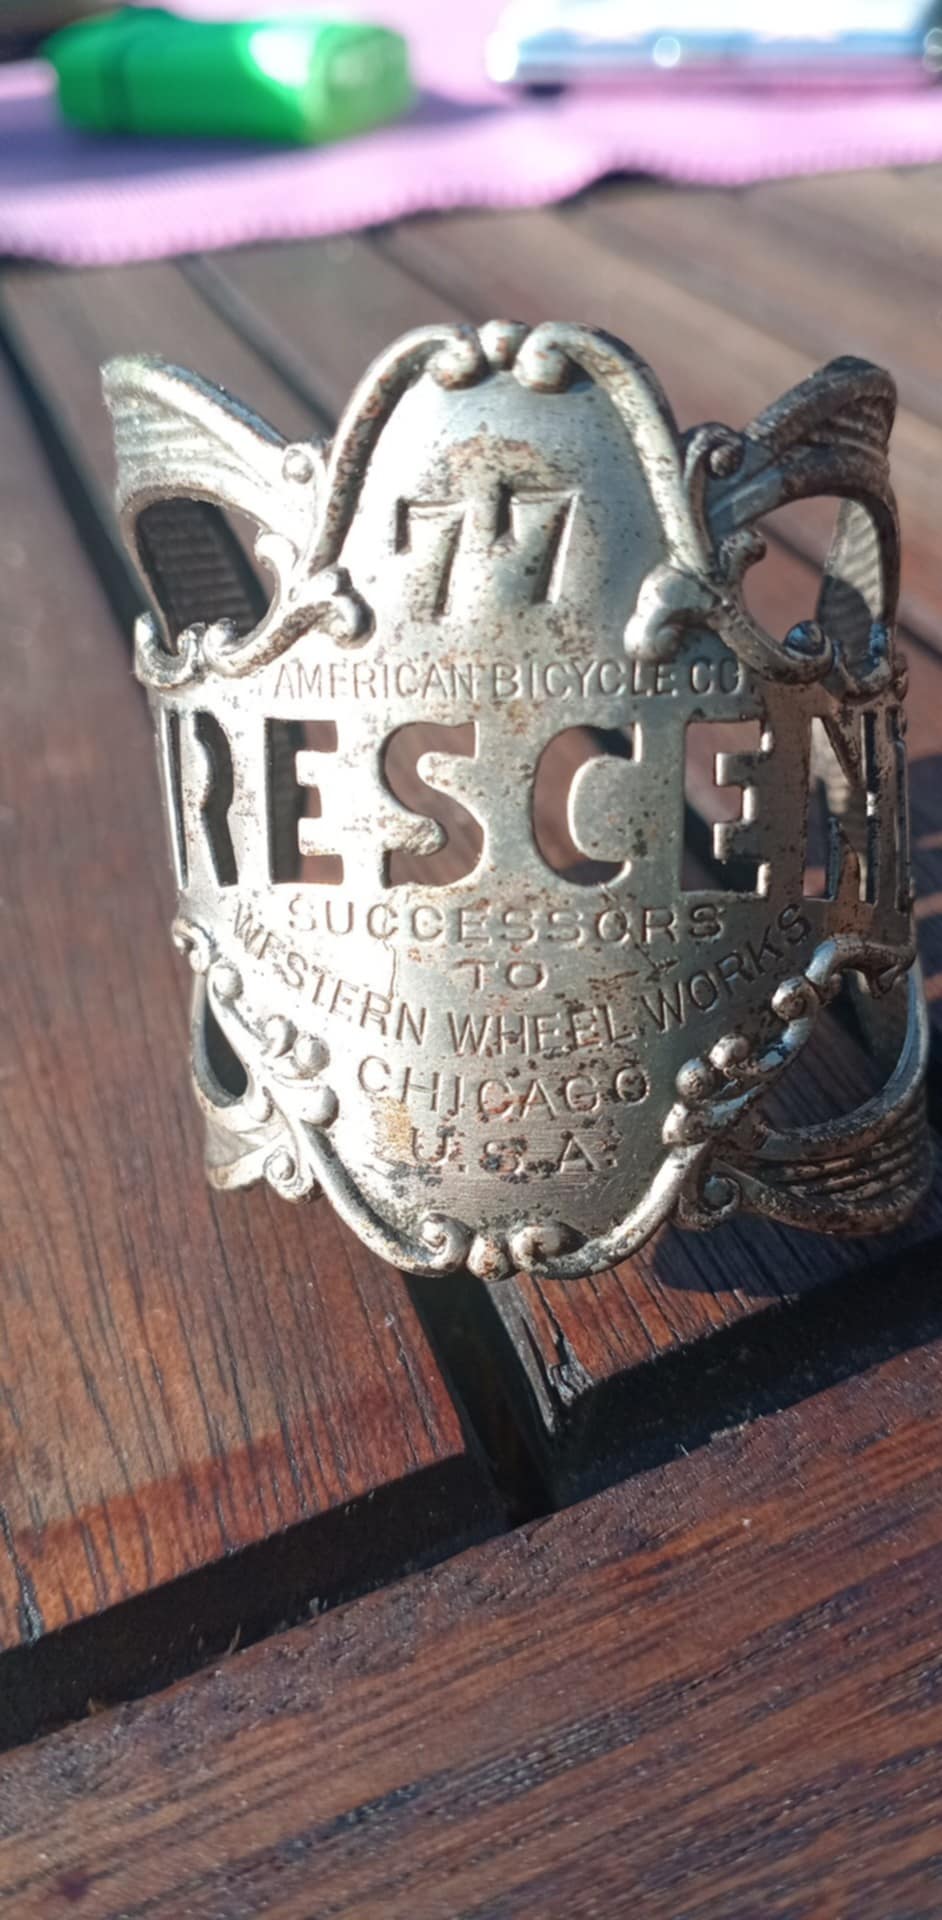 77
AMERICAN BICYCLE CO.
RESCEN
SUCCESSORS
TO
WESTERN WHEEL WORKS
CHICAGO
U.S.A.